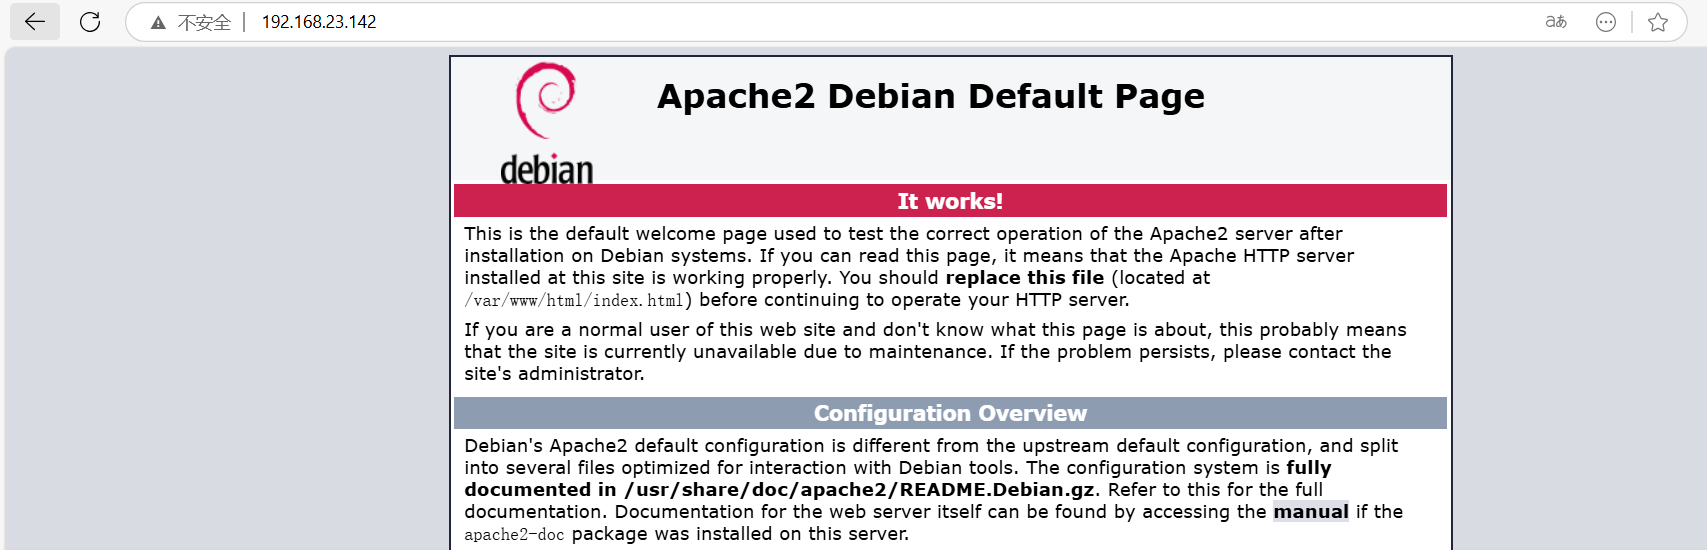 不安全 | 192.168.23.142 aあ
debian
Apache2 Debian Default Page
It works!
This is the default welcome page used to test the correct operation of the Apache2 server after
installation on Debian systems. If you can read this page, it means that the Apache HTTP server
installed at this site is working properly. You should replace this file (located at
/var/www/html/index.html) before continuing to operate your HTTP server.
If you are a normal user of this web site and don't know what this page is about, this probably means
that the site is currently unavailable due to maintenance. If the problem persists, please contact the
site's administrator.
Configuration Overview
Debian's Apache2 default configuration is different from the upstream default configuration, and split
into several files optimized for interaction with Debian tools. The configuration system is fully
documented in /usr/share/doc/apache2/README.Debian.gz. Refer to this for the full
documentation. Documentation for the web server itself can be found by accessing the manual if the
apache2-doc package was installed on this server.